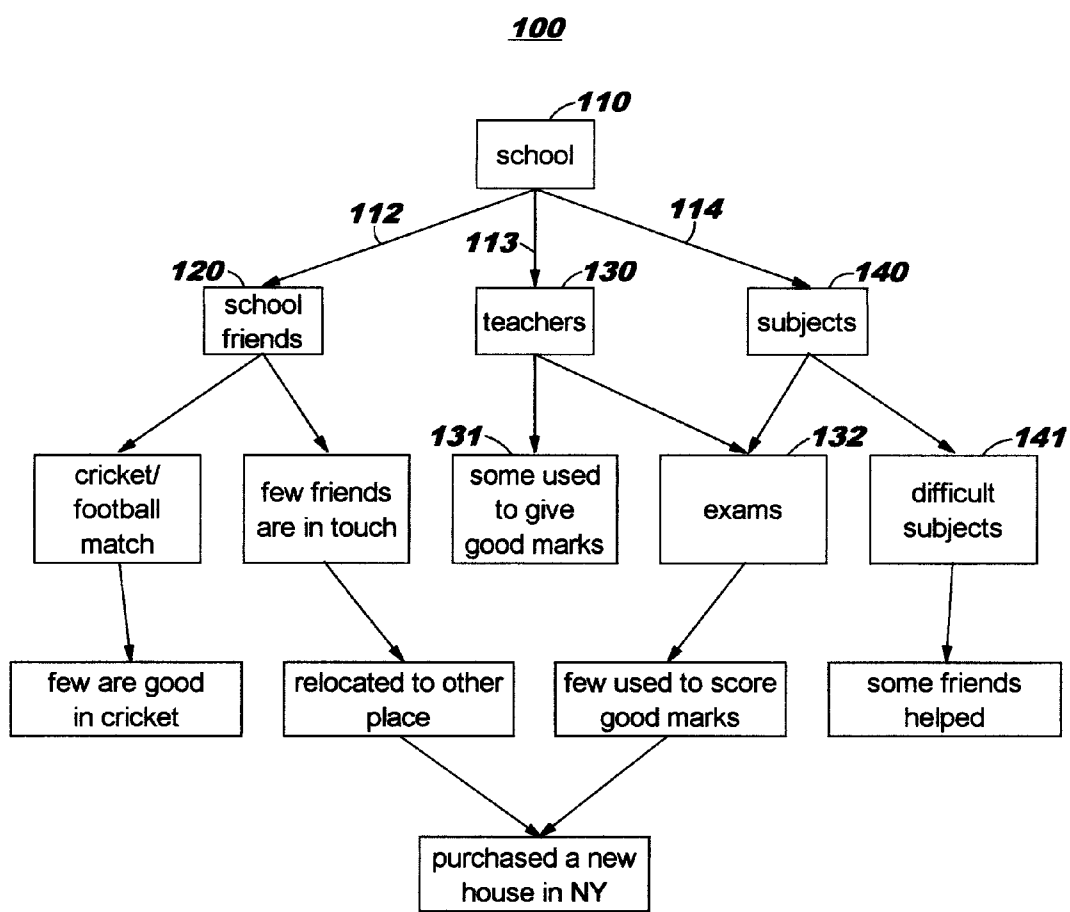 100
110
school
112
113
114
120
130
140
school
friends
teachers
subjects
131
132
141
cricket/
football
match
few friends
are in touch
some used
to give
good marks
exams
difficult
subjects
few are good
in cricket
relocated to other
place
few used to score
good marks
some friends
helped
purchased a new
house in NY